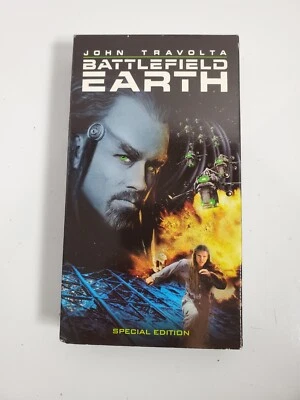 JOHN TRAVOLTA
BATTLEFIELD
EARTH
SPECIAL EDITION